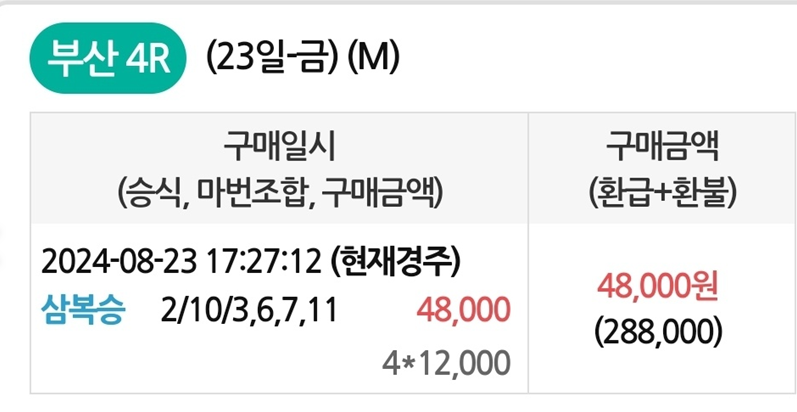 부산 4R (23일-금) (M)
구매일시
(승식, 마번조합, 구매금액)
구매금액
(환급+환불)
2024-08-23 17:27:12 (현재경주)
삼복승 2/10/3,6,7,11 48,000
4*12,000
48,000원
(288,000)